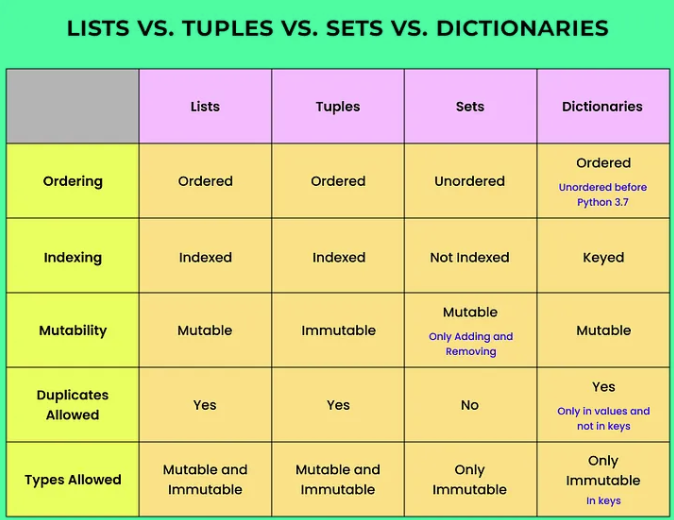 LISTS VS. TUPLES VS. SETS VS. DICTIONARIES
Lists Tuples Sets Dictionaries
Ordering Ordered Ordered Unordered Ordered
Unordered before
Python 3.7
Indexing Indexed Indexed Not Indexed Keyed
Mutability Mutable Immutable Mutable
Only Adding and
Removing
Mutable
Duplicates
Allowed
Yes Yes No Yes
Only in values and
not in keys
Types Allowed
Mutable and
Immutable
Mutable and
Immutable
Only
Immutable
Only
Immutable
In keys